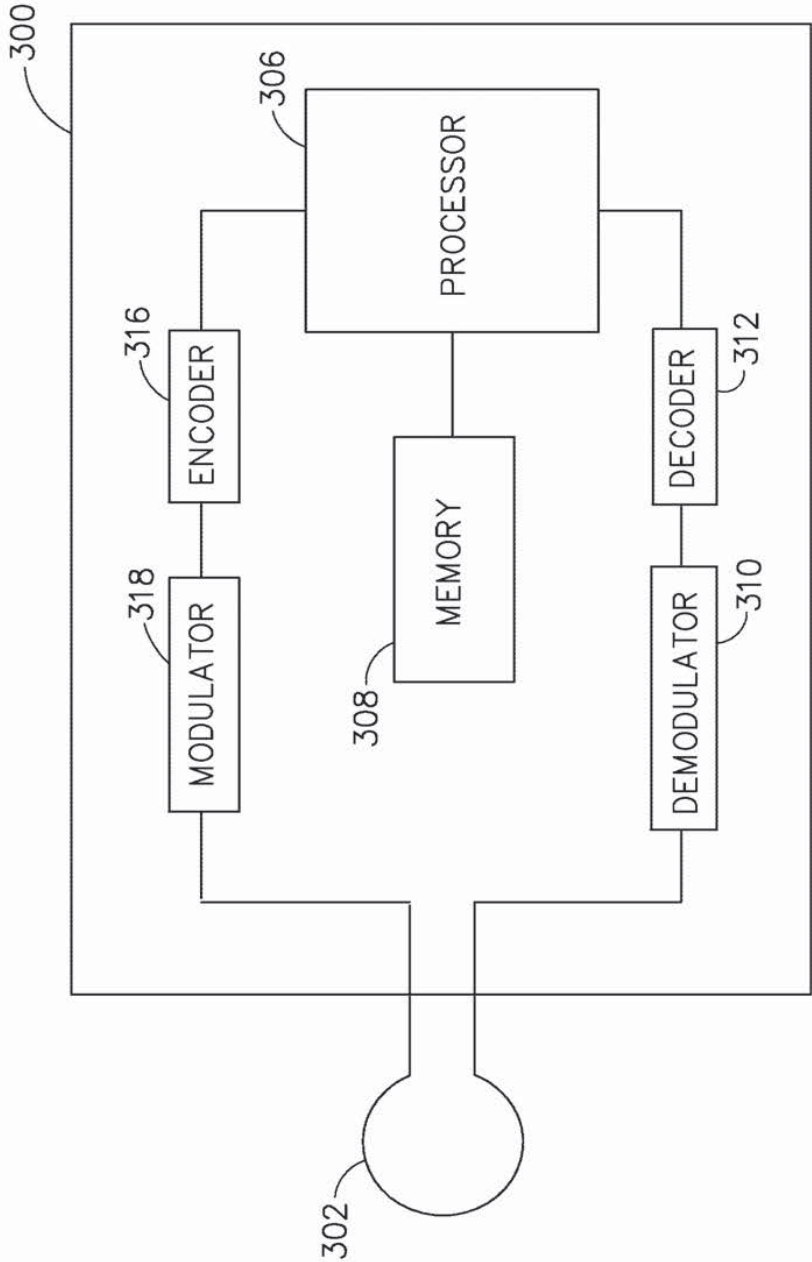 300
306
PROCESSOR
316
ENCODER
318
MODULATOR
308
MEMORY
312
DECODER
310
DEMODULATOR
302